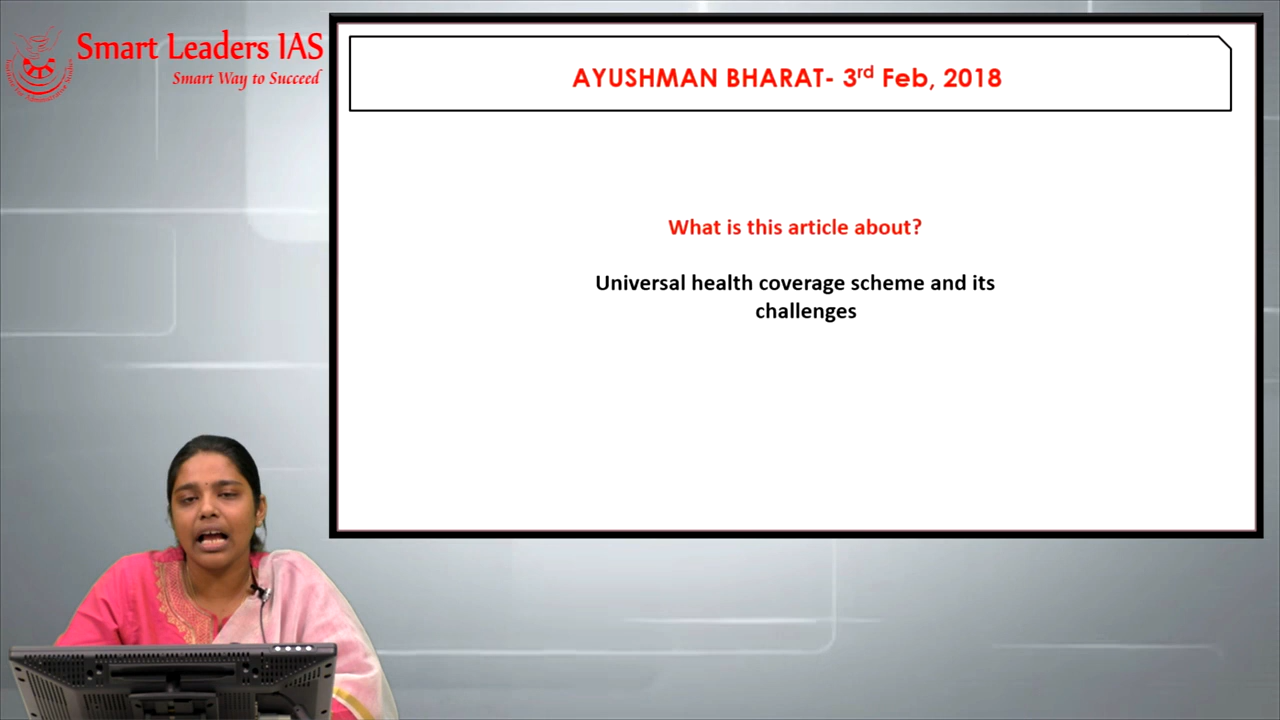 Smart Leaders IAS
Smart Way to Succeed
AYUSHMAN BHARAT- 3rd Feb, 2018
What is this article about?
Universal health coverage scheme and its
challenges